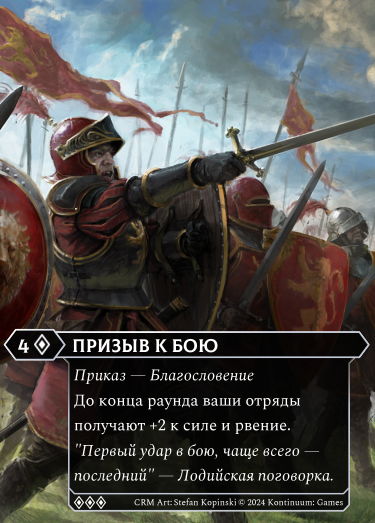 4 ПРИЗЫВ К БОЮ
Приказ — Благословение
До конца раунда ваши отряды
получают +2 к силе и рвение.
"Первый удар в бою, чаще всего —
последний" — Лодийская поговорка.
CRM Art: Stefan Kopinski © 2024 Kontinuum: Games